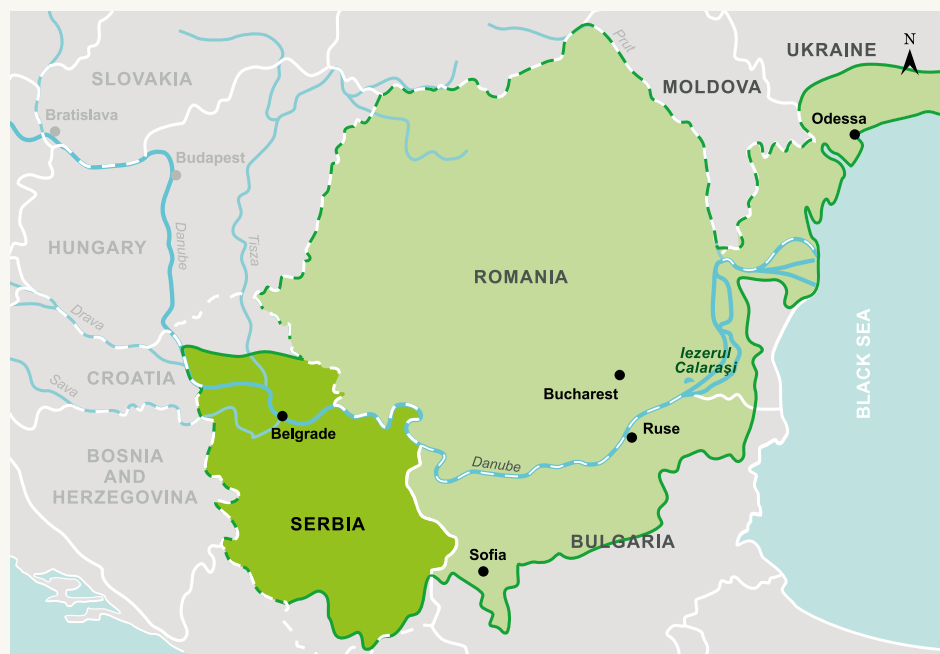 N
UKRAINE
Prut
MOLDOVA
SLOVAKIA
Odessa
Bratislava
Budapest
Danube
HUNGARY
Tisza
ROMANIA
Drava
BLACK SEA
Iezerul
Calaraşi
CROATIA
Sava
Bucharest
Belgrade
Ruse
Danube
BOSNIA
AND
HERZEGOVINA
SERBIA
BULGARIA
Sofia